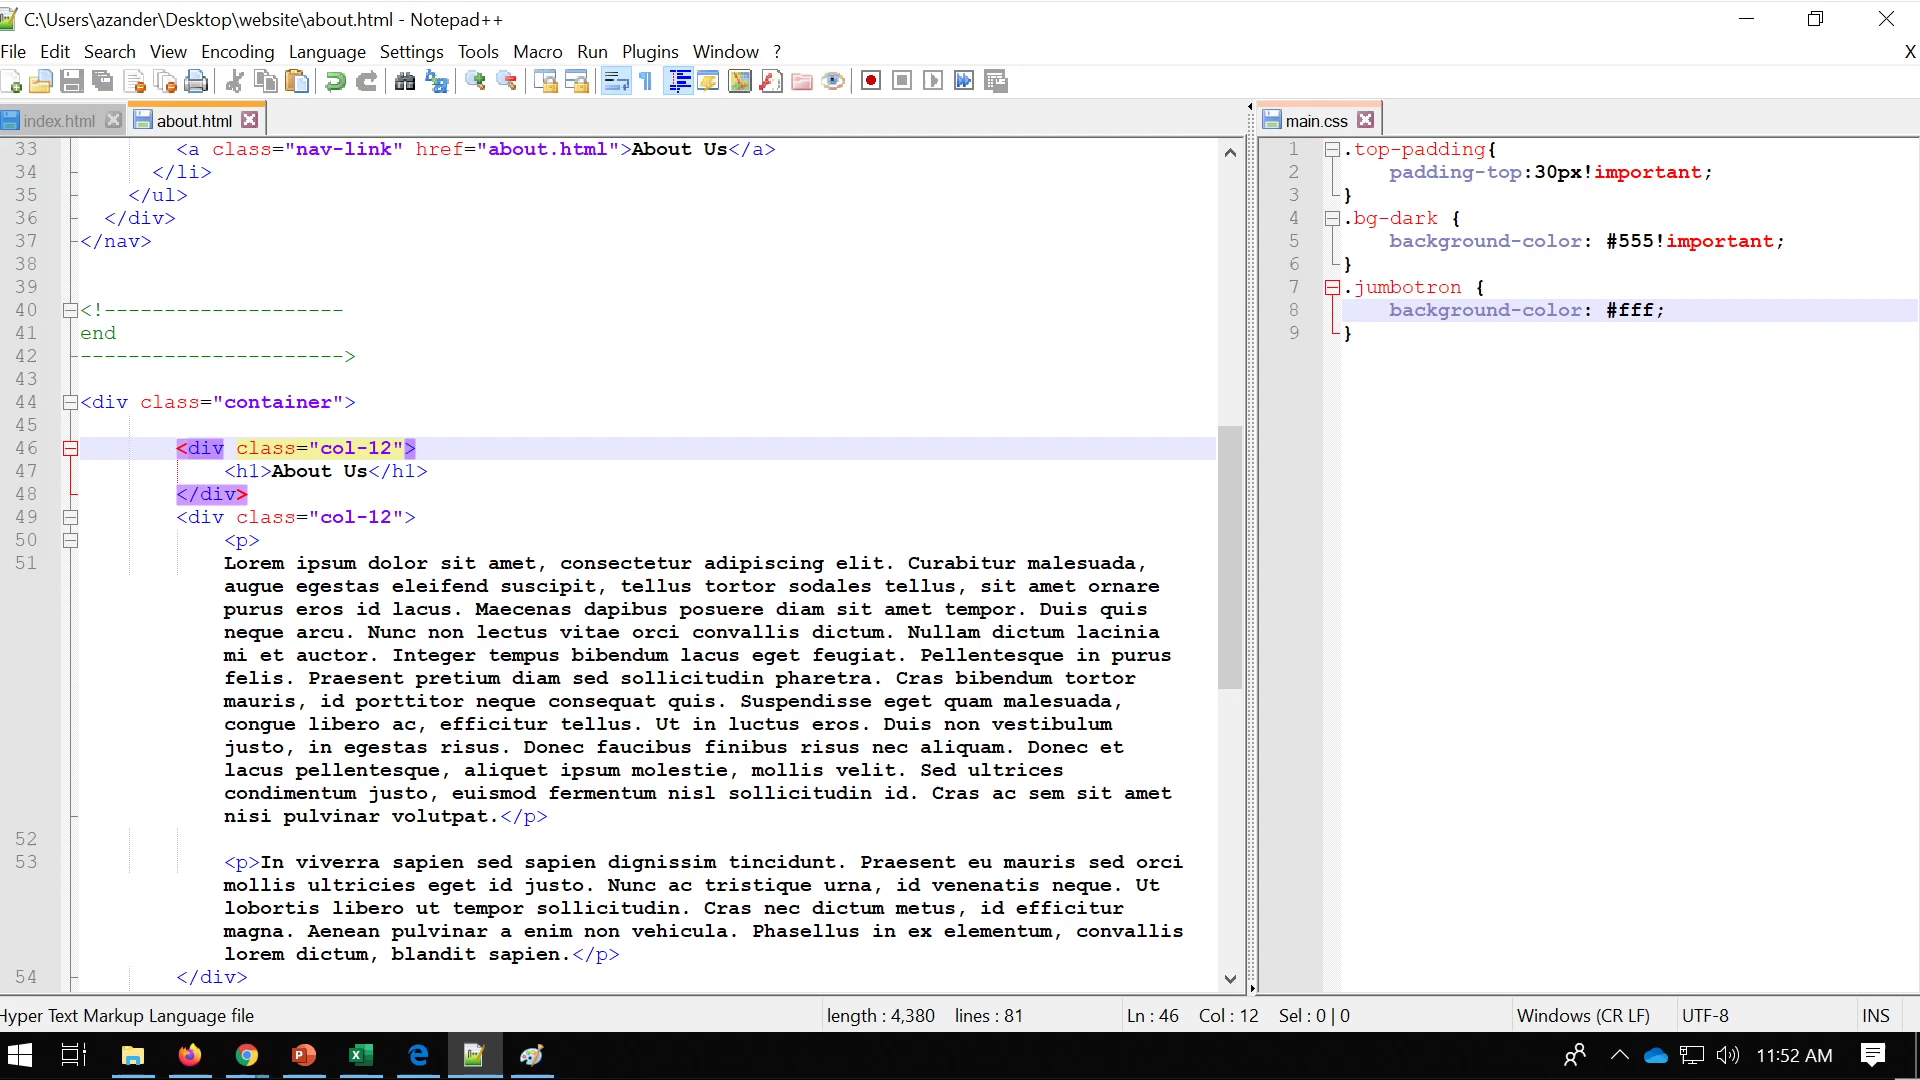 C:\Users\azander\Desktop\website\about.html - Notepad++
File Edit Search View Encoding Language Settings Tools Macro Run Plugins Window ? X
index.html about.html main.css
33 <a class="nav-link" href="about.html">About Us</a>
34 </li>
35 </ul>
36 </div>
37 </nav>
38
39
40 <!--------------------
41 end
42 ---------------------->
43
44 <div class="container">
45
46 <div class="col-12">
47 <h1>About Us</h1>
48 </div>
49 <div class="col-12">
50 <p>
51 Lorem ipsum dolor sit amet, consectetur adipiscing elit. Curabitur malesuada,
augue egestas eleifend suscipit, tellus tortor sodales tellus, sit amet ornare
purus eros id lacus. Maecenas dapibus posuere diam sit amet tempor. Duis quis
neque arcu. Nunc non lectus vitae orci convallis dictum. Nullam dictum lacinia
mi et auctor. Integer tempus bibendum lacus eget feugiat. Pellentesque in purus
felis. Praesent pretium diam sed sollicitudin pharetra. Cras bibendum tortor
mauris, id porttitor neque consequat quis. Suspendisse eget quam malesuada,
congue libero ac, efficitur tellus. Ut in luctus eros. Duis non vestibulum
justo, in egestas risus. Donec faucibus finibus risus nec aliquam. Donec et
lacus pellentesque, aliquet ipsum molestie, mollis velit. Sed ultrices
condimentum justo, euismod fermentum nisl sollicitudin id. Cras ac sem sit amet
nisi pulvinar volutpat.</p>
52
53 <p>In viverra sapien sed sapien dignissim tincidunt. Praesent eu mauris sed orci
mollis ultricies eget id justo. Nunc ac tristique urna, id venenatis neque. Ut
lobortis libero ut tempor sollicitudin. Cras nec dictum metus, id efficitur
magna. Aenean pulvinar a enim non vehicula. Phasellus in ex elementum, convallis
lorem dictum, blandit sapien.</p>
54 </div>
1 .top-padding{
2 padding-top:30px!important;
3 }
4 .bg-dark {
5 background-color: #555!important;
6 }
7 .jumbotron {
8 background-color: #fff;
9 }
Hyper Text Markup Language file length : 4,380 lines : 81 Ln : 46 Col : 12 Sel : 0 | 0 Windows (CR LF) UTF-8 INS
11:52 AM